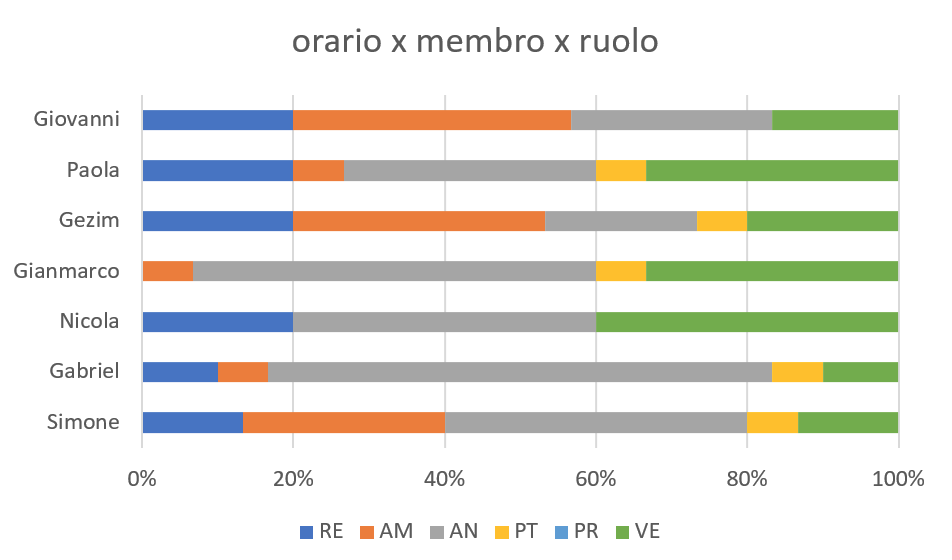 orario x membro x ruolo
Giovanni
Paola
Gezim
Gianmarco
Nicola
Gabriel
Simone
0% 20% 40% 60% 80% 100%
RE AM AN PT PR VE